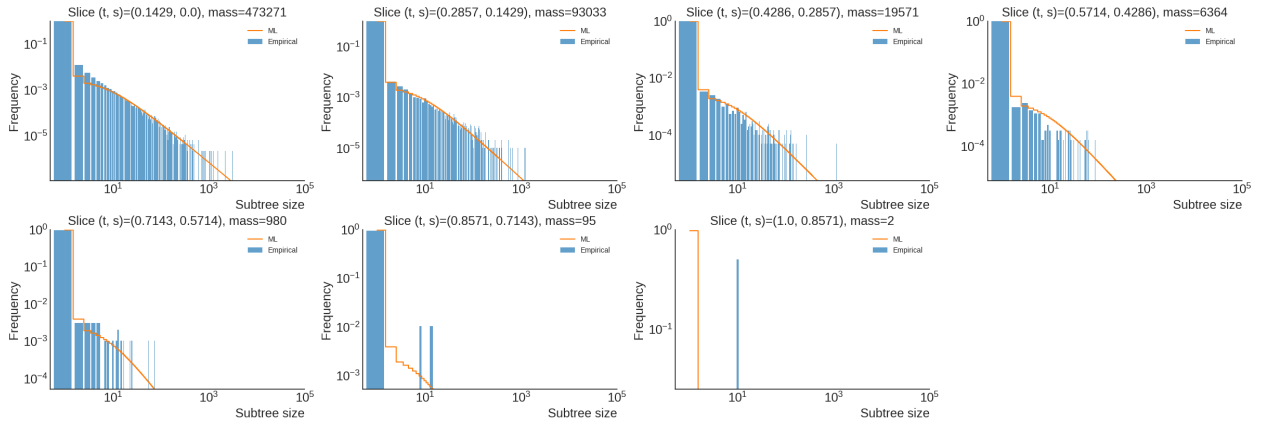 Slice (t, s)=(0.1429, 0.0), mass=473271
Frequency
10^-1
10^-3
10^-5
10^1
10^3
10^5
Subtree size
ML
Empirical
Slice (t, s)=(0.2857, 0.1429), mass=93033
Frequency
10^-1
10^-3
10^-5
10^1
10^3
10^5
Subtree size
ML
Empirical
Slice (t, s)=(0.4286, 0.2857), mass=19571
Frequency
10^0
10^-2
10^-4
10^1
10^3
10^5
Subtree size
ML
Empirical
Slice (t, s)=(0.5714, 0.4286), mass=6364
Frequency
10^0
10^-2
10^-4
10^1
10^3
10^5
Subtree size
ML
Empirical
Slice (t, s)=(0.7143, 0.5714), mass=980
Frequency
10^0
10^-1
10^-2
10^-3
10^-4
10^1
10^3
10^5
Subtree size
ML
Empirical
Slice (t, s)=(0.8571, 0.7143), mass=95
Frequency
10^0
10^-1
10^-2
10^-3
10^1
10^3
10^5
Subtree size
ML
Empirical
Slice (t, s)=(1.0, 0.8571), mass=2
Frequency
10^0
10^-1
10^1
10^3
10^5
Subtree size
ML
Empirical